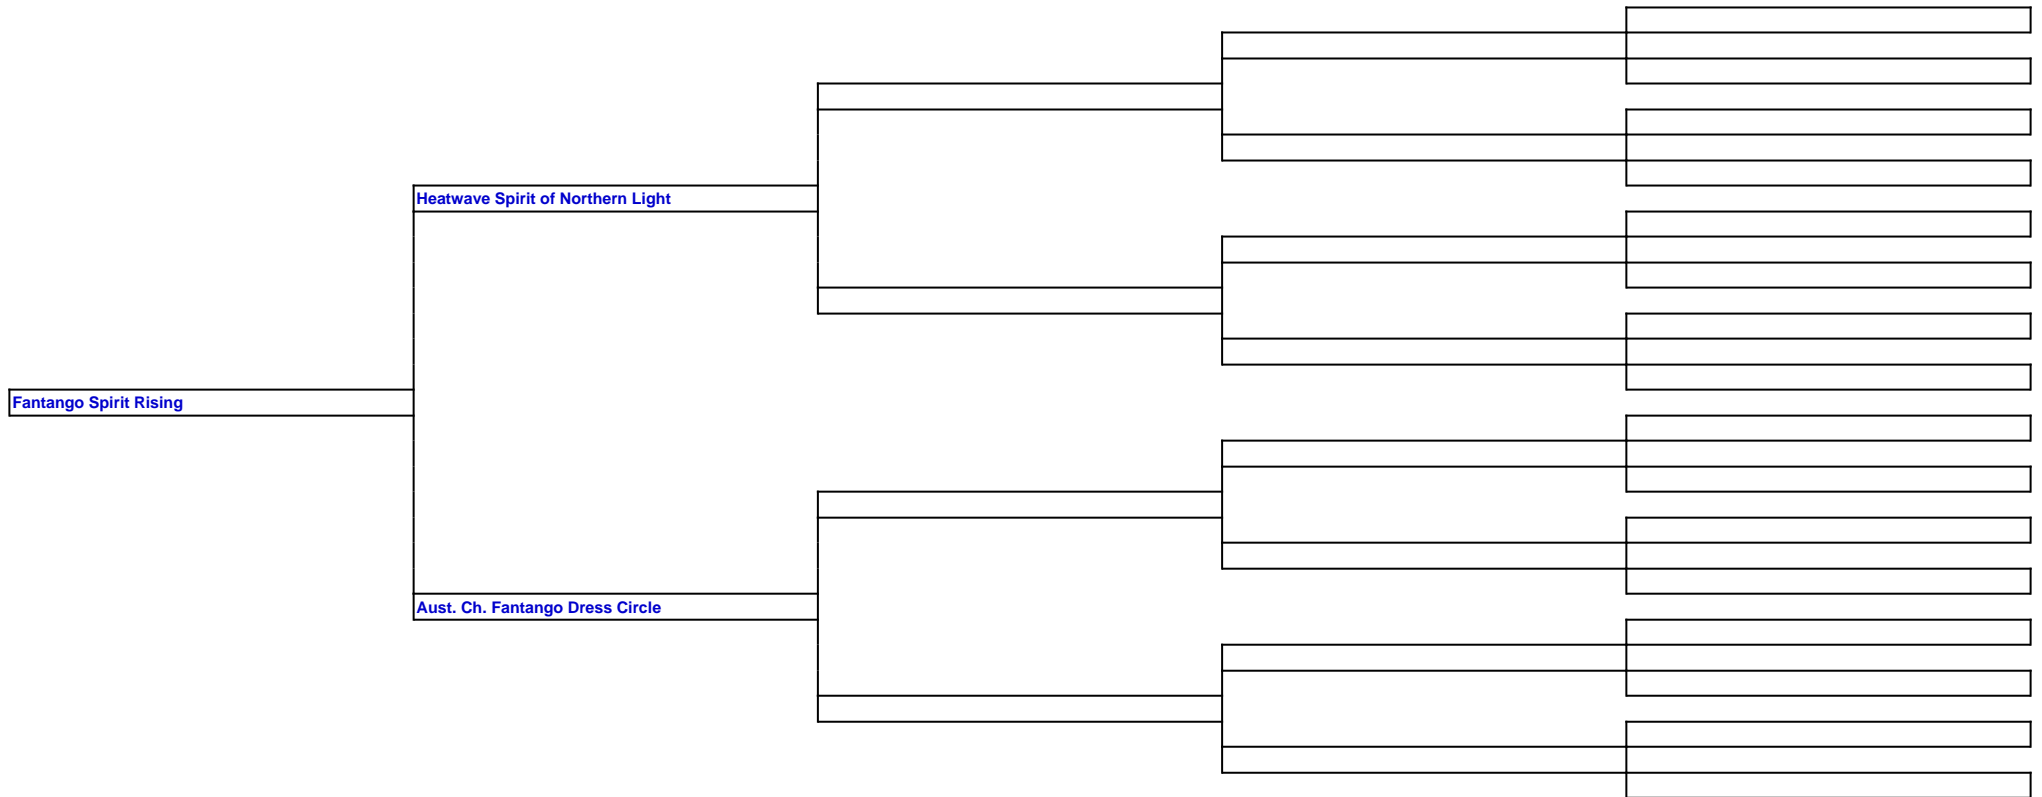 Heatwave Spirit of Northern Light
Fantango Spirit Rising
Aust. Ch. Fantango Dress Circle